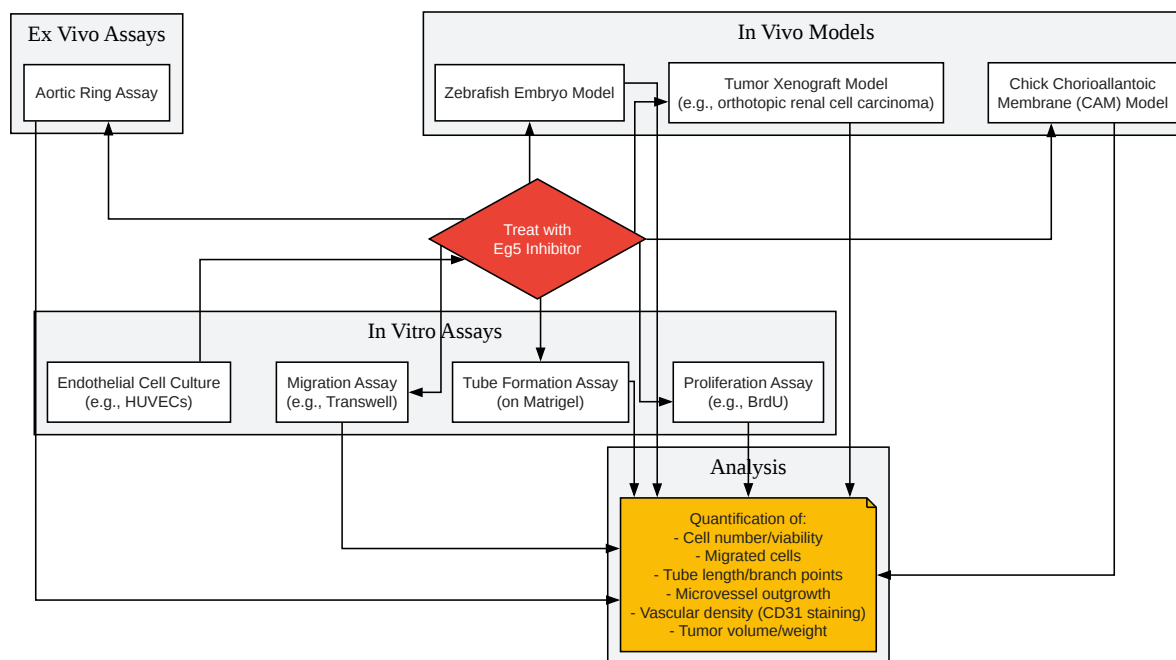 Ex Vivo Assays
Aortic Ring Assay
In Vivo Models
Zebrafish Embryo Model
Tumor Xenograft Model
(e.g., orthotopic renal cell carcinoma)
Chick Chorioallantoic
Membrane (CAM) Model
Treat with
Eg5 Inhibitor
In Vitro Assays
Endothelial Cell Culture
(e.g., HUVECs)
Migration Assay
(e.g., Transwell)
Tube Formation Assay
(on Matrigel)
Proliferation Assay
(e.g., BrdU)
Analysis
Quantification of:
- Cell number/viability
- Migrated cells
- Tube length/branch points
- Microvessel outgrowth
- Vascular density (CD31 staining)
- Tumor volume/weight